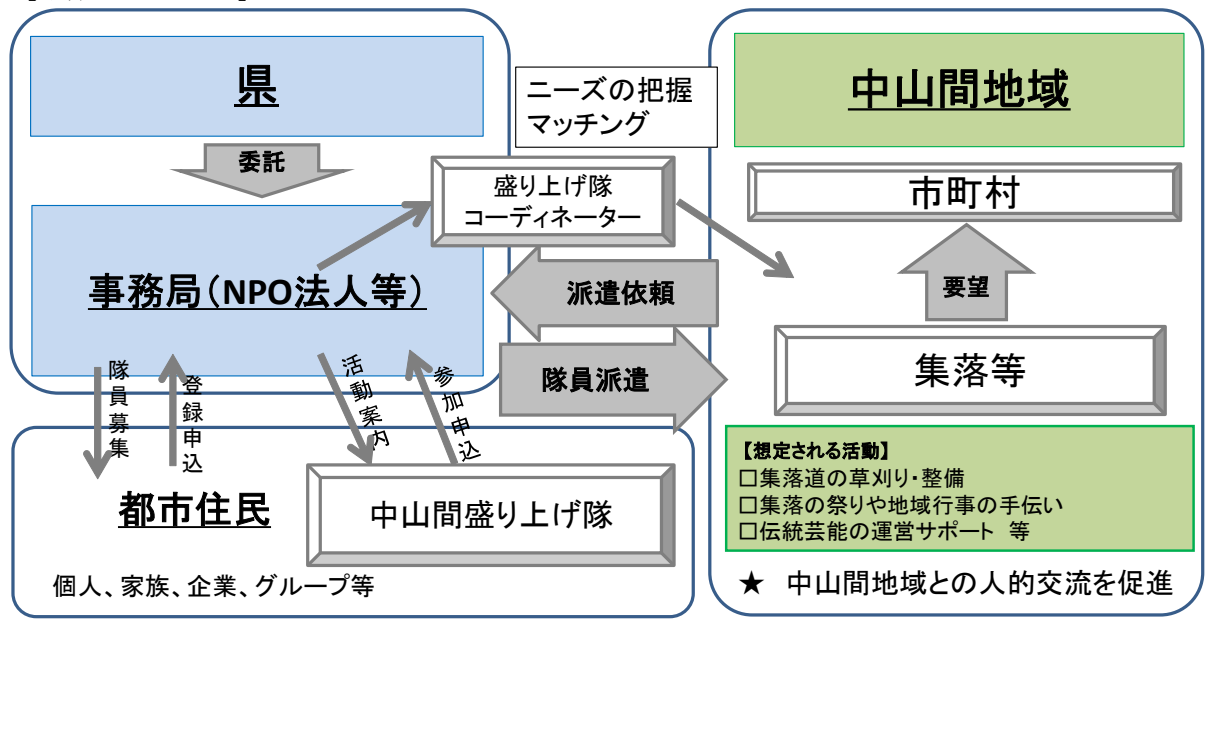 県
委託
ニーズの把握
マッチング
盛り上げ隊
コーディネーター
事務局（NPO法人等）
派遣依頼
隊員派遣
隊員募集
登録申込
活動案内
参加申込
都市住民
中山間盛り上げ隊
個人、家族、企業、グループ等
中山間地域
市町村
要望
集落等
【想定される活動】
□集落道の草刈り・整備
□集落の祭りや地域行事の手伝い
□伝統芸能の運営サポート　等
★　中山間地域との人的交流を促進